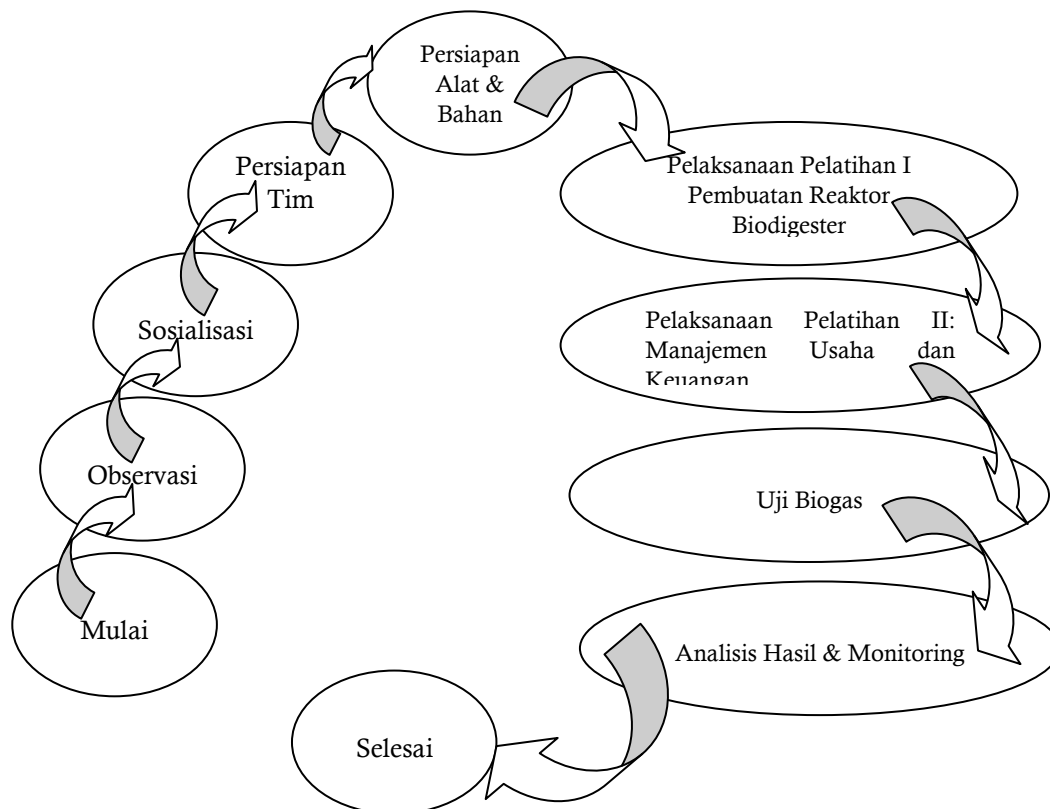 Mulai
Observasi
Sosialisasi
Persiapan
Tim
Persiapan
Alat &
Bahan
Pelaksanaan Pelatihan I
Pembuatan Reaktor
Biodigester
Pelaksanaan Pelatihan II:
Manajemen Usaha dan
Keuangan
Uji Biogas
Analisis Hasil & Monitoring
Selesai